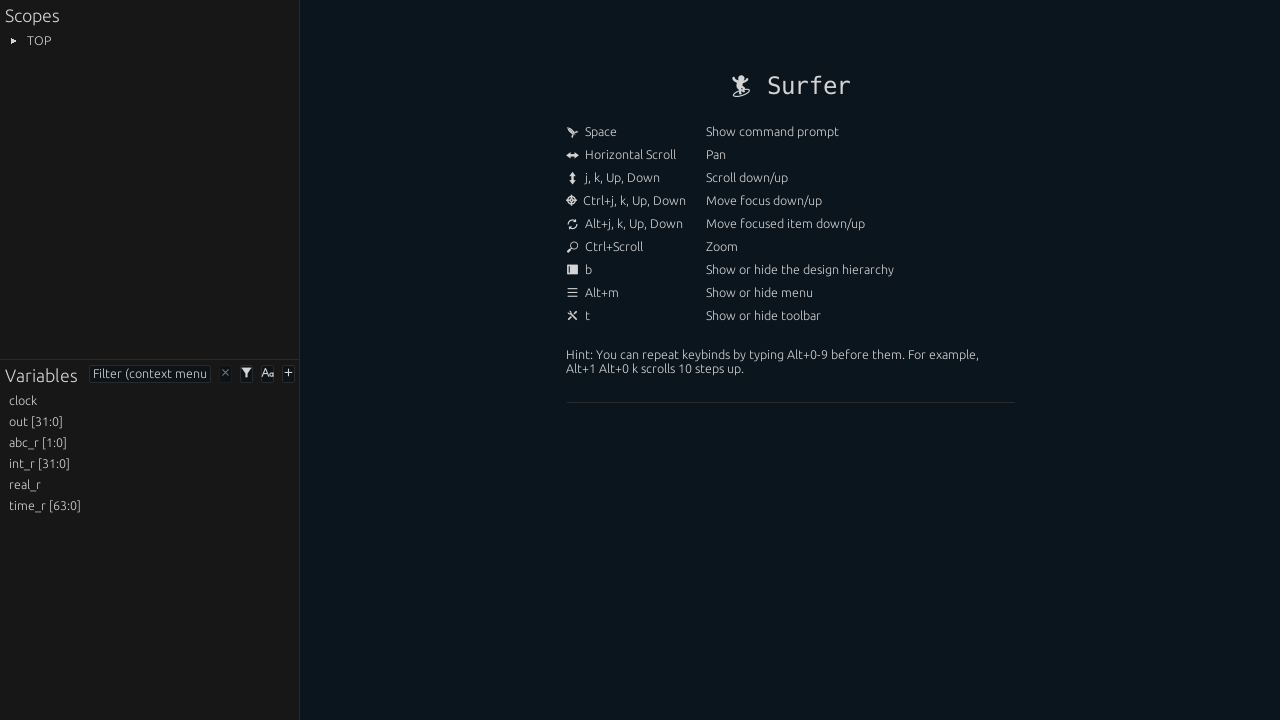 Scopes
TOP
Variables
Filter (context menu
clock
out [31:0]
abc_r [1:0]
int_r [31:0]
real_r
time_r [63:0]
Surfer
Space Show command prompt
Horizontal Scroll Pan
j, k, Up, Down Scroll down/up
Ctrl+j, k, Up, Down Move focus down/up
Alt+j, k, Up, Down Move focused item down/up
Ctrl+Scroll Zoom
b Show or hide the design hierarchy
Alt+m Show or hide menu
t Show or hide toolbar
Hint: You can repeat keybinds by typing Alt+0-9 before them. For example,
Alt+1 Alt+0 k scrolls 10 steps up.